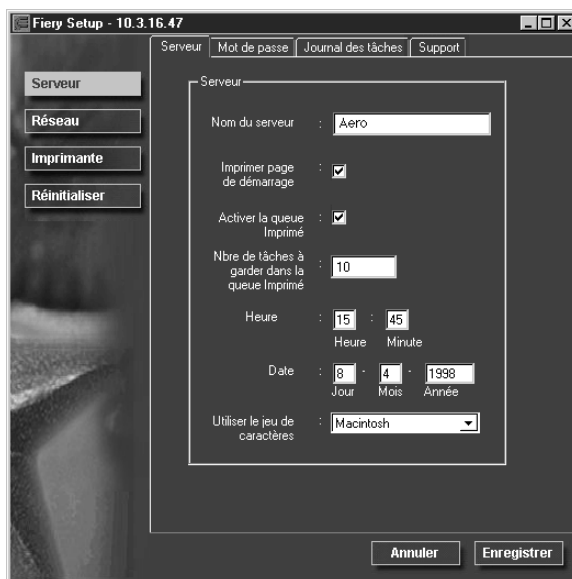 Fiery Setup - 10.3.16.47
Serveur
Réseau
Imprimante
Réinitialiser
Serveur Mot de passe Journal des tâches Support
Serveur
Nom du serveur : Aero
Imprimer page
de démarrage :
Activer la queue
Imprimé :
Nbre de tâches à
garder dans la
queue Imprimé : 10
Heure : 15 : 45
Heure Minute
Date : 8 - 4 - 1998
Jour Mois Année
Utiliser le jeu de
caractères : Macintosh
Annuler Enregistrer